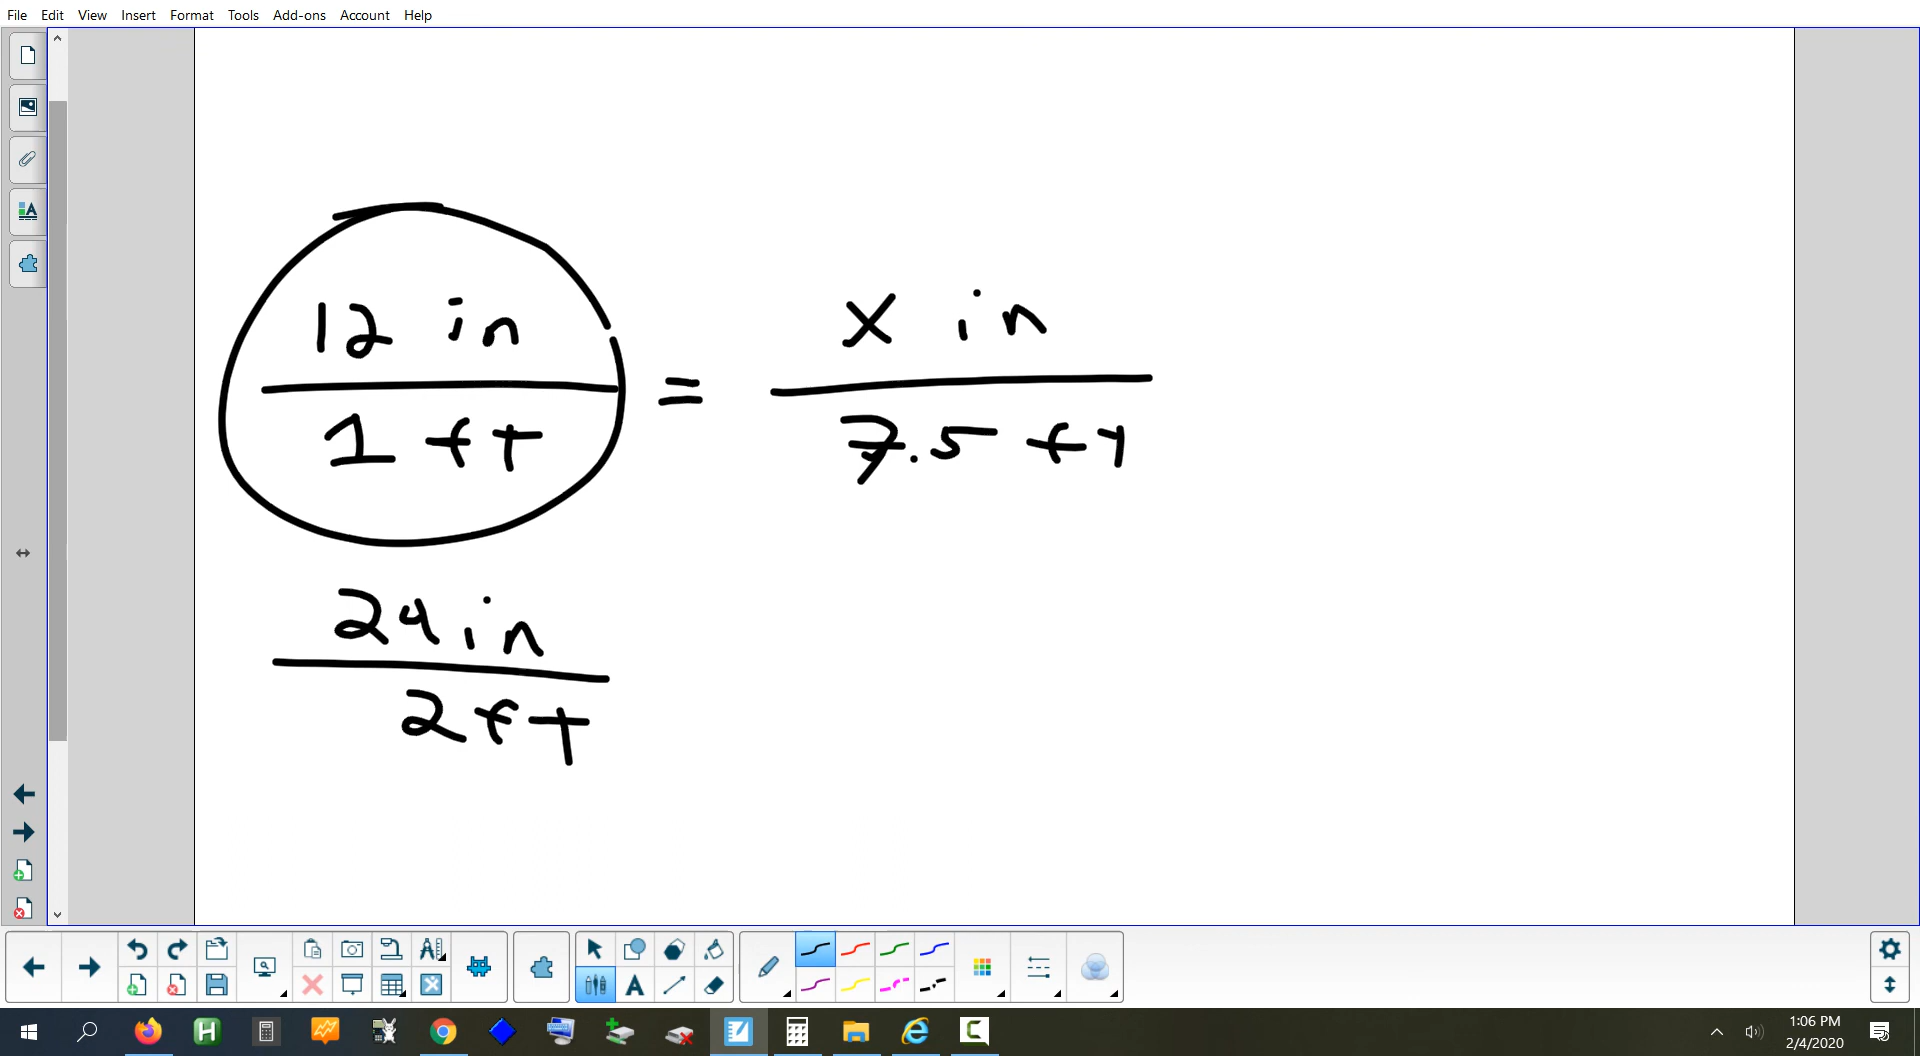 File Edit View Insert Format Tools Add-ons Account Help
12 in
1 ft
=
x in
7.5 ft
24 in
2 ft
1:06 PM
2/4/2020